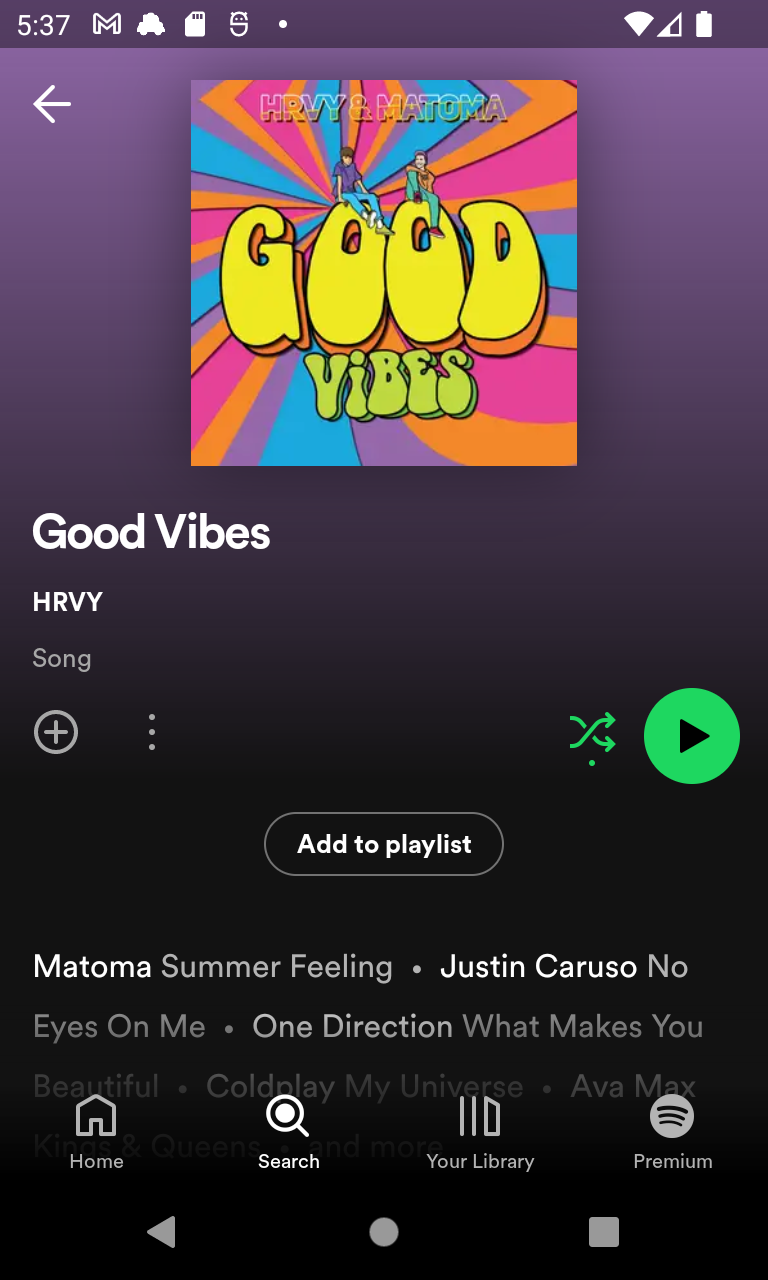 5:37
HRVY & MATOMA
GOOD
ViBES
Good Vibes
HRVY
Song
Add to playlist
Matoma Summer Feeling • Justin Caruso No
Eyes On Me • One Direction What Makes You
Beautiful • Coldplay My Universe • Ava Max
Kings & Queens • and more
Home
Search
Your Library
Premium